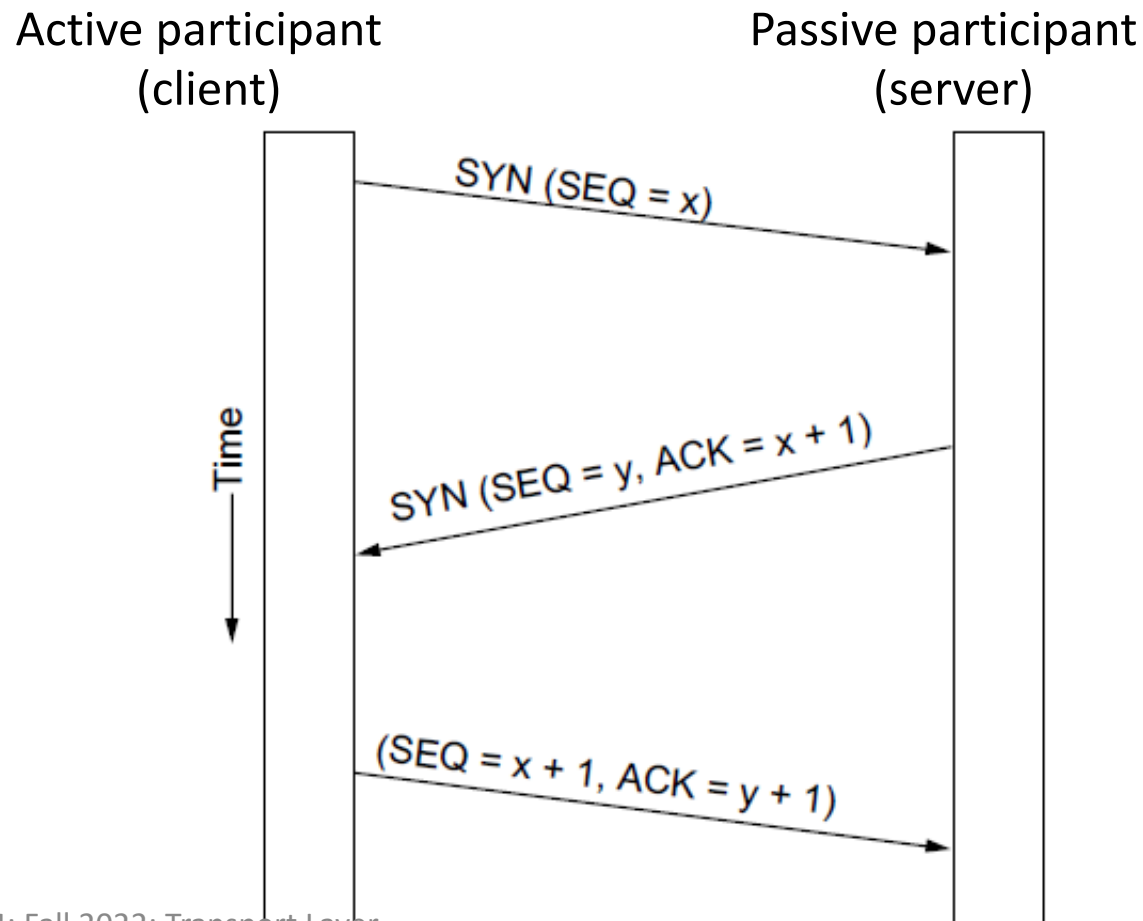 Active participant
(client)
Passive participant
(server)
SYN (SEQ = x)
SYN (SEQ = y, ACK = x + 1)
Time
(SEQ = x + 1, ACK = y + 1)
Fall 2022: Transport Layer